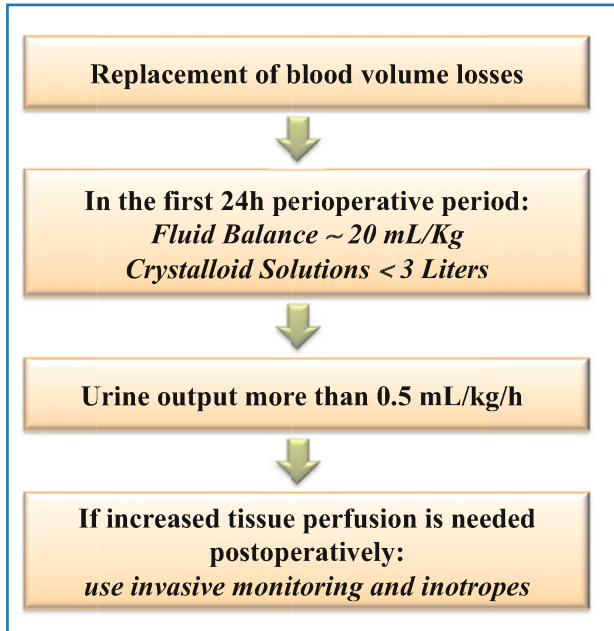 Replacement of blood volume losses
In the first 24h perioperative period:
Fluid Balance ~ 20 mL/Kg
Crystalloid Solutions < 3 Liters
Urine output more than 0.5 mL/kg/h
If increased tissue perfusion is needed
postoperatively:
use invasive monitoring and inotropes